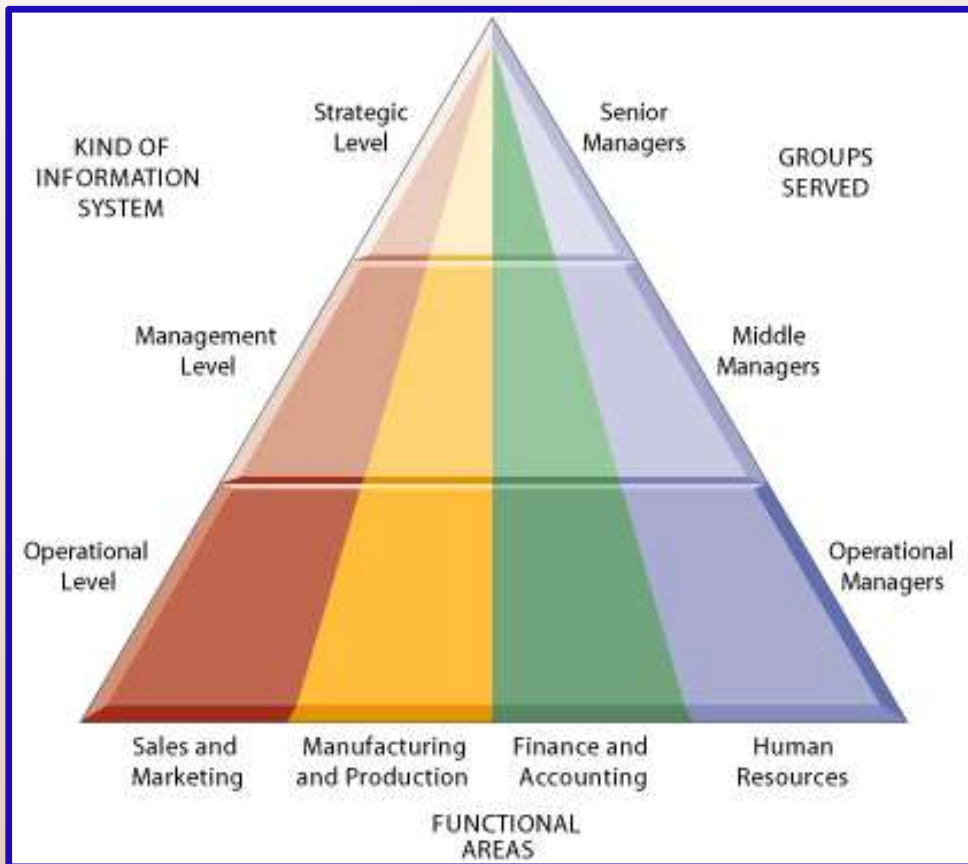 Strategic
Level
Senior
Managers
KIND OF
INFORMATION
SYSTEM
GROUPS
SERVED
Management
Level
Middle
Managers
Operational
Level
Operational
Managers
Sales and
Marketing
Manufacturing
and Production
Finance and
Accounting
Human
Resources
FUNCTIONAL
AREAS